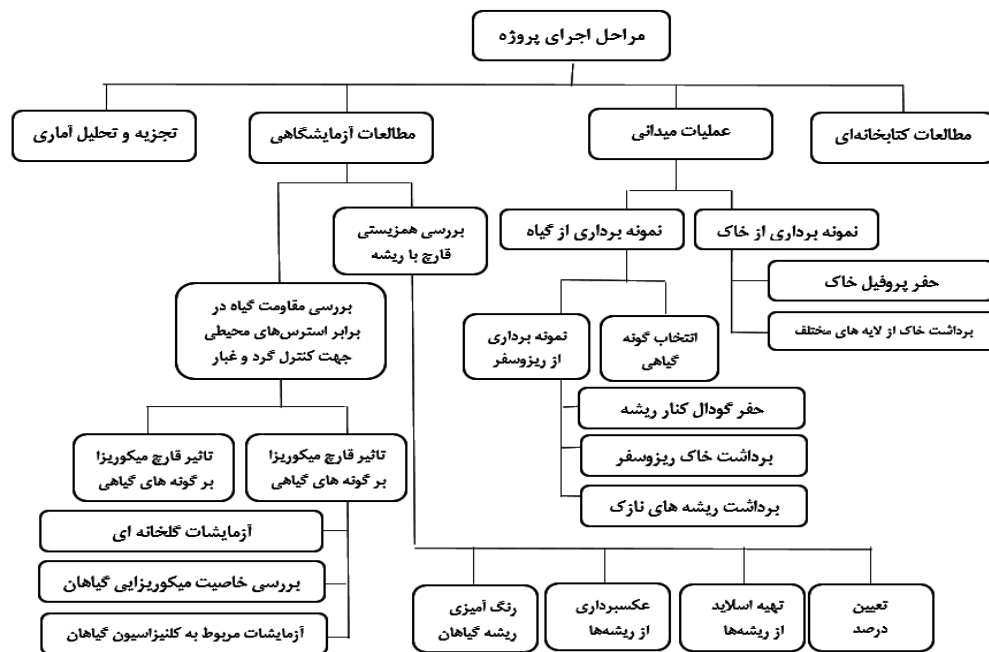 مراحل اجرای پروژه
مطالعات کتابخانه‌ای
عملیات میدانی
مطالعات آزمایشگاهی
تجزیه و تحلیل آماری
نمونه برداری از خاک
نمونه برداری از گیاه
بررسی همزیستی
قارچ با ریشه
حفر پروفیل خاک
برداشت خاک از لایه های مختلف
بررسی مقاومت گیاه در
برابر استرس‌های محیطی
جهت کنترل گرد و غبار
انتخاب گونه
گیاهی
نمونه برداری
از ریزوسفر
حفر گودال کنار ریشه
برداشت خاک ریزوسفر
برداشت ریشه های نازک
تاثیر قارچ میکوریزا
بر گونه های گیاهی
تاثیر قارچ میکوریزا
بر گونه های گیاهی
آزمایشات گلخانه ای
بررسی خاصیت میکوریزایی گیاهان
آزمایشات مربوط به کلنیزاسیون گیاهان
تعیین
درصد
تهیه اسلاید
از ریشه‌ها
عکسبرداری
از ریشه‌ها
رنگ آمیزی
ریشه گیاهان